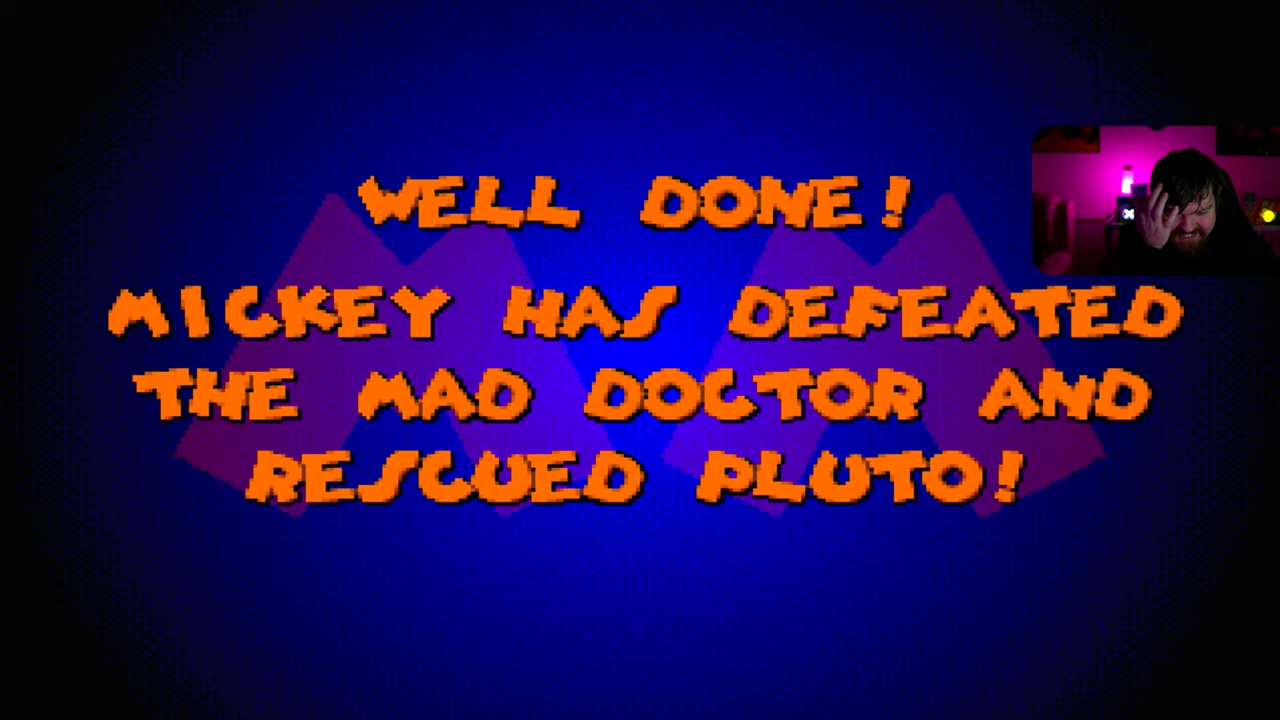 WELL DONE!
MICKEY HAS DEFEATED
THE MAD DOCTOR AND
RESCUED PLUTO!